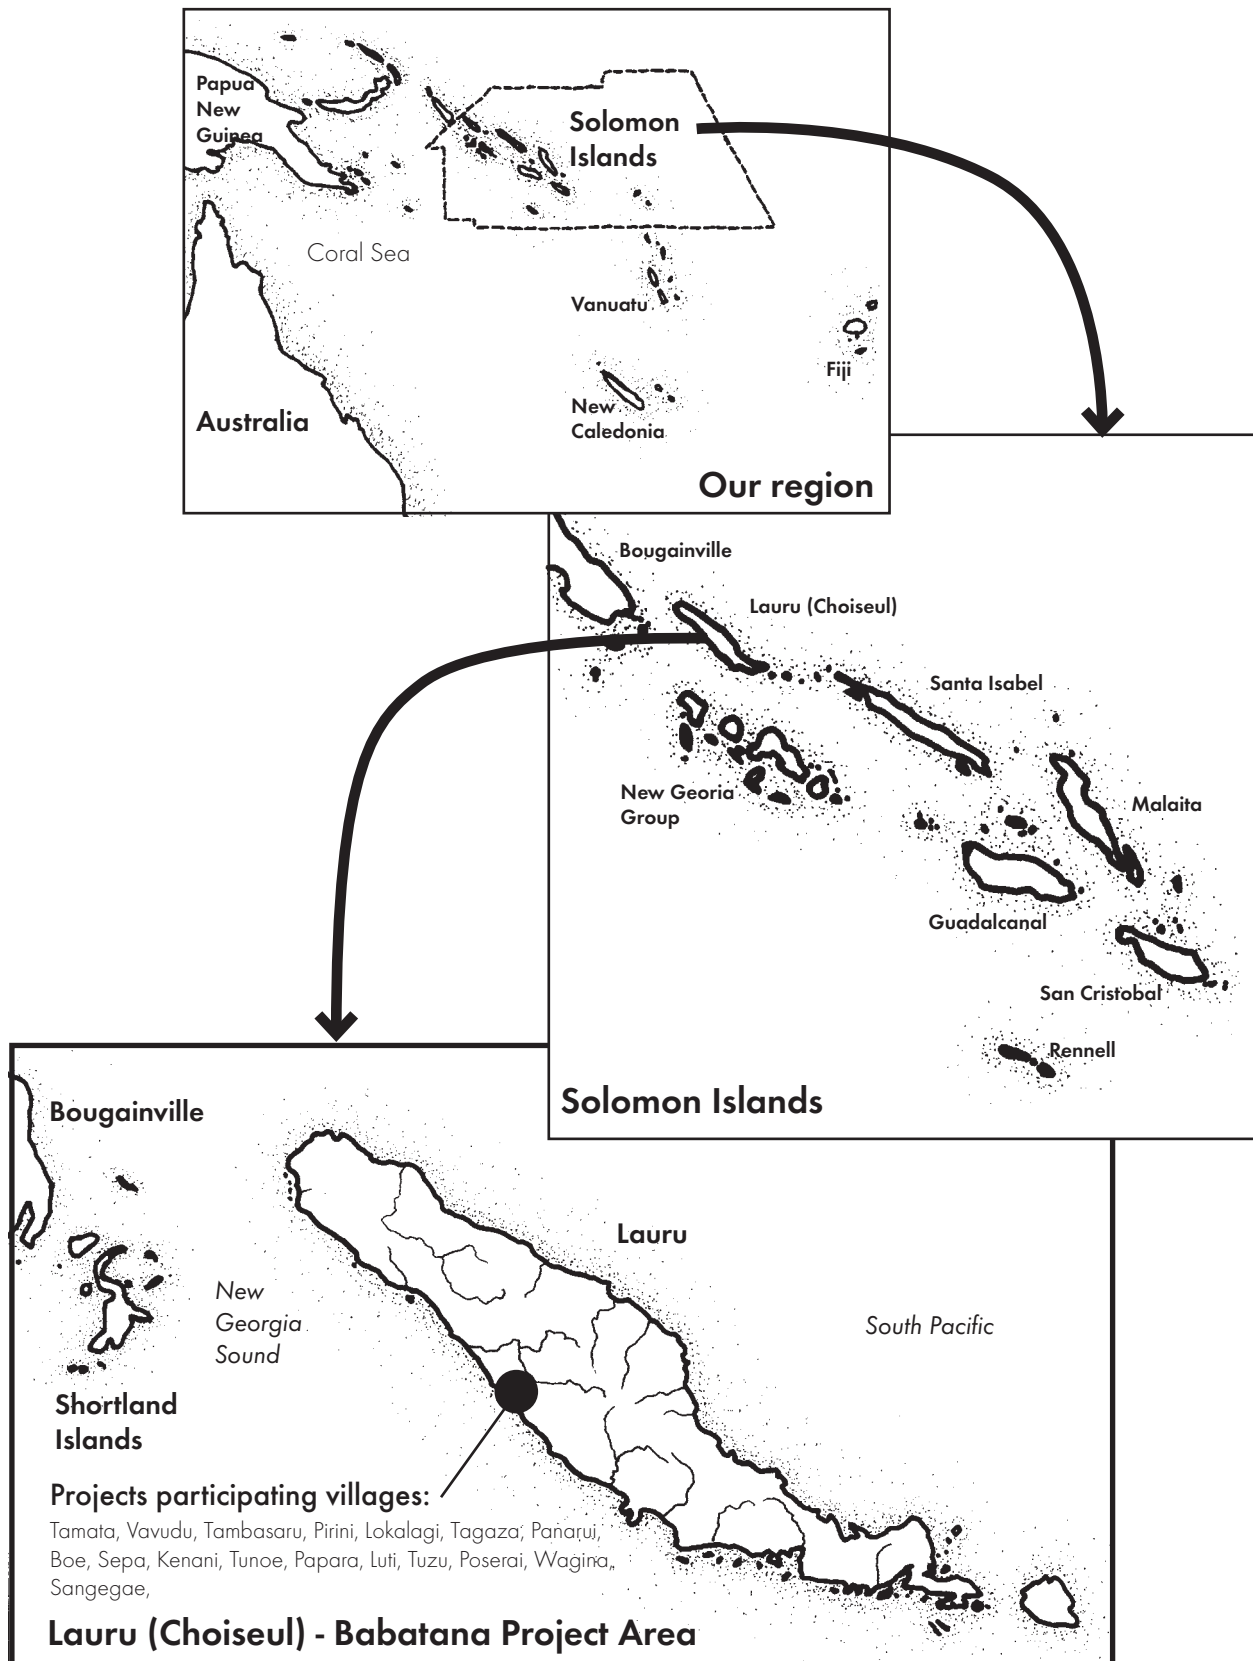 Papua
New
Guinea
Solomon
Islands
Coral Sea
Vanuatu
Fiji
New
Caledonia
Australia
Our region
Bougainville
Lauru (Choiseul)
Santa Isabel
New Georia
Group
Malaita
Guadalcanal
San Cristobal
Rennell
Solomon Islands
Bougainville
Lauru
New
Georgia
Sound
South Pacific
Shortland
Islands
Projects participating villages:
Tamata, Vavudu, Tambasaru, Pirini, Lokalagi, Tagaza, Panarui,
Boe, Sepa, Kenani, Tunoe, Papara, Luti, Tuzu, Poserai, Wagina,
Sangegae,
Lauru (Choiseul) - Babatana Project Area